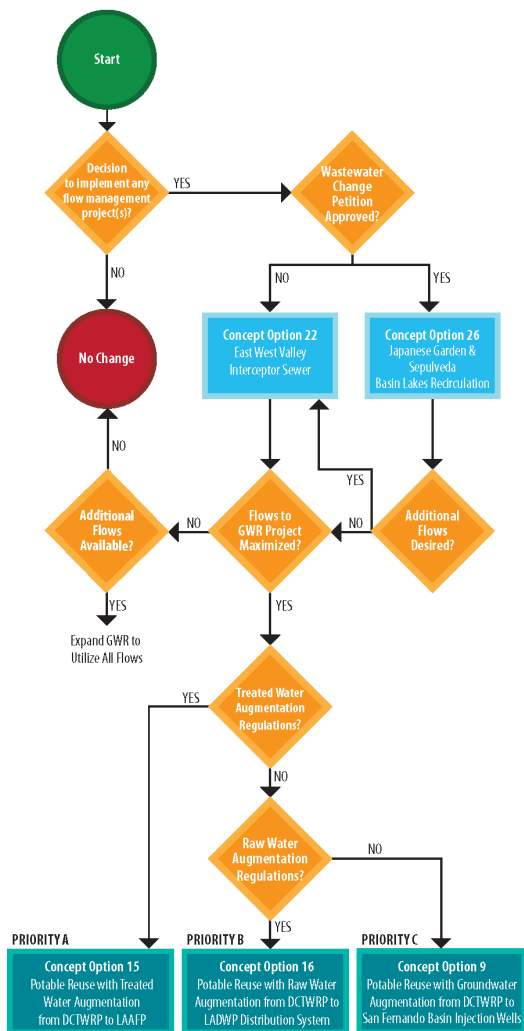 Start
Decision
to implement any
flow management
project(s)?
YES
Wastewater
Change
Petition
Approved?
NO
NO
YES
No Change
Concept Option 22
East West Valley
Interceptor Sewer
Concept Option 26
Japanese Garden &
Sepulveda
Basin Lakes Recirculation
NO
YES
Additional
Flows
Available?
NO
Flows to
GWR Project
Maximized?
NO
Additional
Flows
Desired?
YES
YES
Expand GWR to
Utilize All Flows
YES
Treated Water
Augmentation
Regulations?
NO
Raw Water
Augmentation
Regulations?
NO
YES
PRIORITY A
Concept Option 15
Potable Reuse with Treated
Water Augmentation
from DCTWRP to LAAFP
PRIORITY B
Concept Option 16
Potable Reuse with Raw Water
Augmentation from DCTWRP to
LADWP Distribution System
PRIORITY C
Concept Option 9
Potable Reuse with Groundwater
Augmentation from DCTWRP to
San Fernando Basin Injection Wells